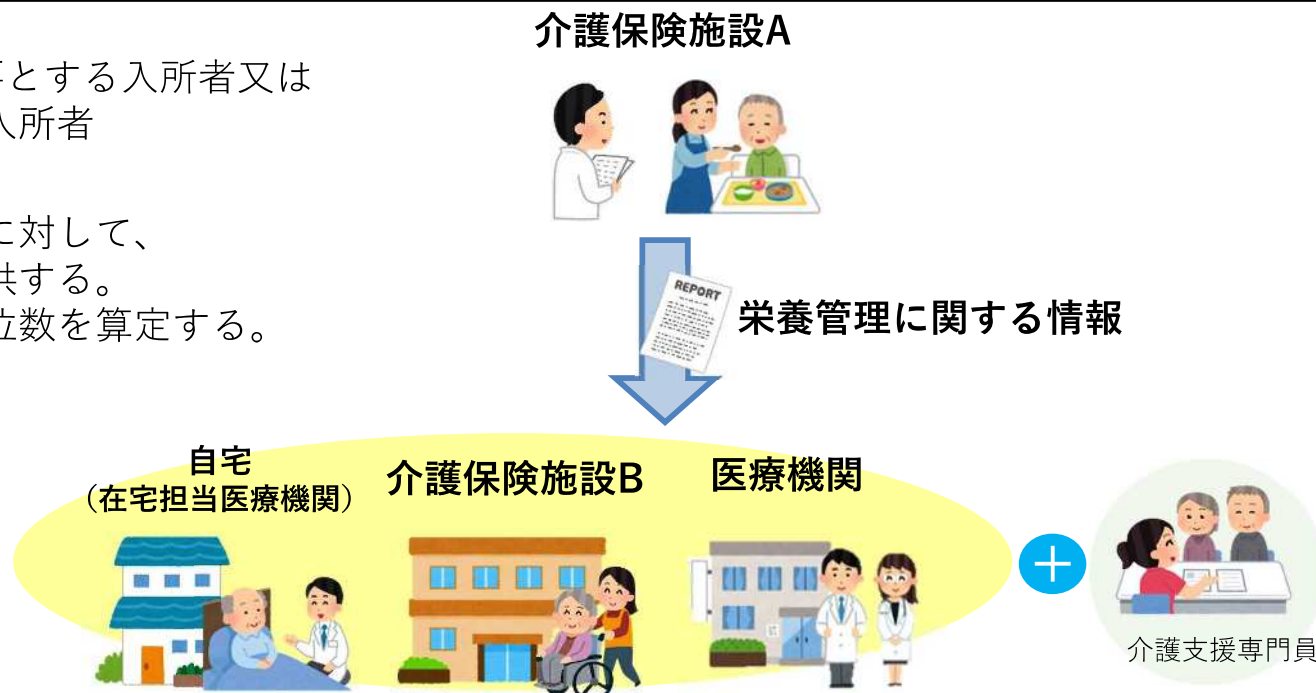 介護保険施設A
要とする入所者又は
入所者
に対して、
供する。
位数を算定する。
REPORT
栄養管理に関する情報
自宅
（在宅担当医療機関）
介護保険施設B
医療機関
＋
介護支援専門員